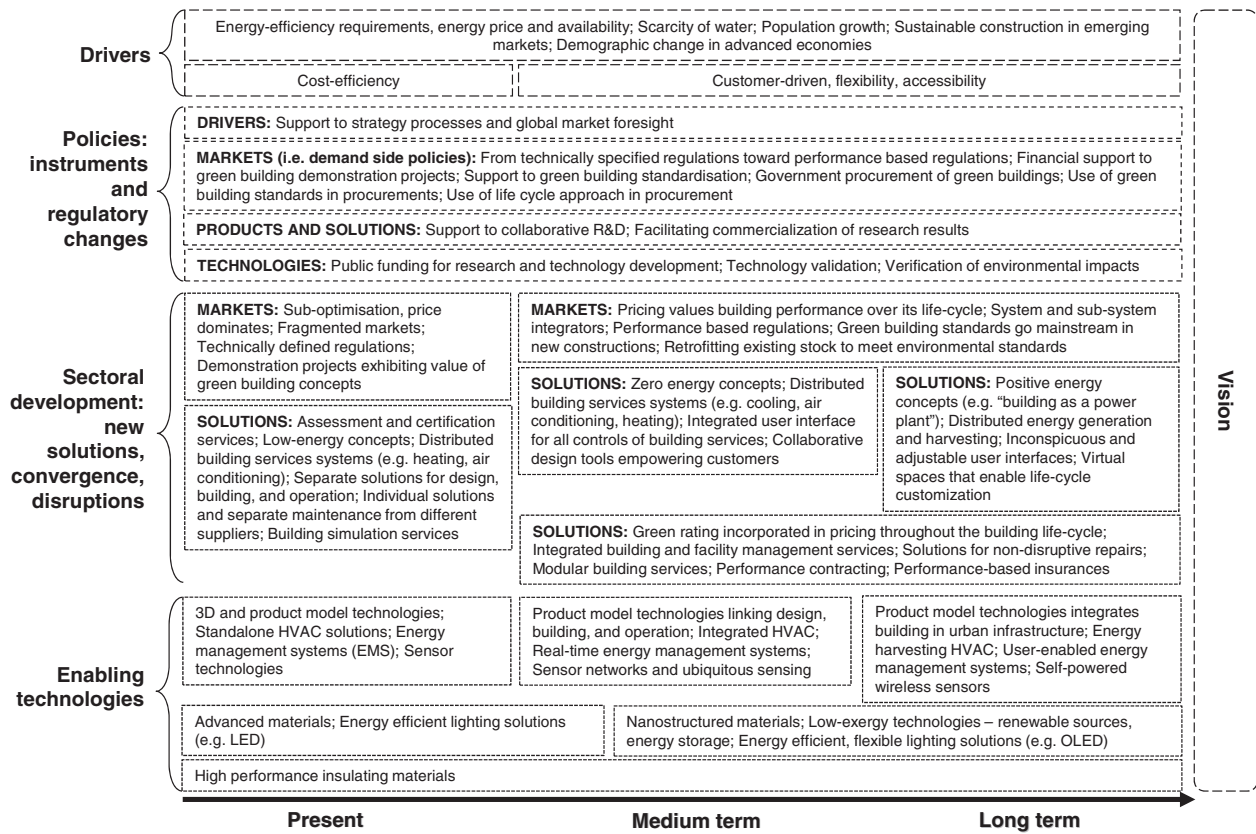 Drivers
Energy-efficiency requirements, energy price and availability; Scarcity of water; Population growth; Sustainable construction in emerging
markets; Demographic change in advanced economies
Cost-efficiency
Customer-driven, flexibility, accessibility
Policies:
instruments
and
regulatory
changes
DRIVERS: Support to strategy processes and global market foresight
MARKETS (i.e. demand side policies): From technically specified regulations toward performance based regulations; Financial support to
green building demonstration projects; Support to green building standardisation; Government procurement of green buildings; Use of green
building standards in procurements; Use of life cycle approach in procurement
PRODUCTS AND SOLUTIONS: Support to collaborative R&D; Facilitating commercialization of research results
TECHNOLOGIES: Public funding for research and technology development; Technology validation; Verification of environmental impacts
Sectoral
development:
new
solutions,
convergence,
disruptions
MARKETS: Sub-optimisation, price
dominates; Fragmented markets;
Technically defined regulations;
Demonstration projects exhibiting value of
green building concepts
MARKETS: Pricing values building performance over its life-cycle; System and sub-system
integrators; Performance based regulations; Green building standards go mainstream in
new constructions; Retrofitting existing stock to meet environmental standards
SOLUTIONS: Assessment and certification
services; Low-energy concepts; Distributed
building services systems (e.g. heating, air
conditioning); Separate solutions for design,
building, and operation; Individual solutions
and separate maintenance from different
suppliers; Building simulation services
SOLUTIONS: Zero energy concepts; Distributed
building services systems (e.g. cooling, air
conditioning, heating); Integrated user interface
for all controls of building services; Collaborative
design tools empowering customers
SOLUTIONS: Positive energy
concepts (e.g. “building as a power
plant”); Distributed energy generation
and harvesting; Inconspicuous and
adjustable user interfaces; Virtual
spaces that enable life-cycle
customization
SOLUTIONS: Green rating incorporated in pricing throughout the building life-cycle;
Integrated building and facility management services; Solutions for non-disruptive repairs;
Modular building services; Performance contracting; Performance-based insurances
Enabling
technologies
3D and product model technologies;
Standalone HVAC solutions; Energy
management systems (EMS); Sensor
technologies
Product model technologies linking design,
building, and operation; Integrated HVAC;
Real-time energy management systems;
Sensor networks and ubiquitous sensing
Product model technologies integrates
building in urban infrastructure; Energy
harvesting HVAC; User-enabled energy
management systems; Self-powered
wireless sensors
Advanced materials; Energy efficient lighting solutions
(e.g. LED)
Nanostructured materials; Low-exergy technologies – renewable sources,
energy storage; Energy efficient, flexible lighting solutions (e.g. OLED)
High performance insulating materials
Vision
Present
Medium term
Long term